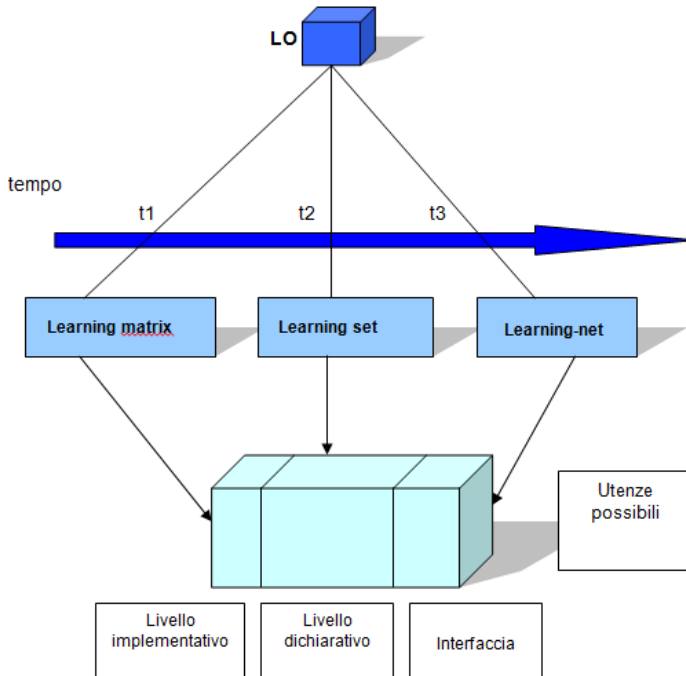 LO
tempo
t1 t2 t3
Learning matrix Learning set Learning-net
Utenze
possibili
Livello
implementativo
Livello
dichiarativo
Interfaccia